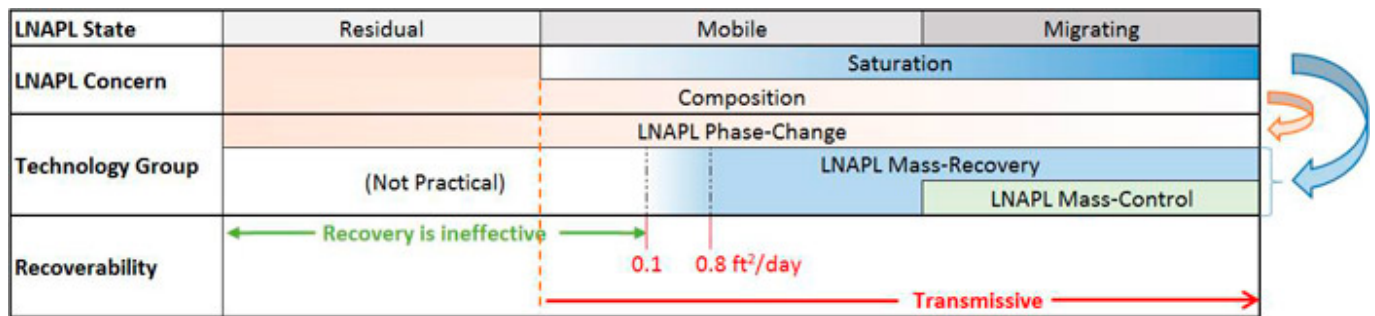 LNAPL State Residual Mobile Migrating
LNAPL Concern Saturation
Composition
Technology Group LNAPL Phase-Change
(Not Practical) LNAPL Mass-Recovery
LNAPL Mass-Control
Recoverability Recovery is ineffective
0.1 0.8 ft²/day
Transmissive